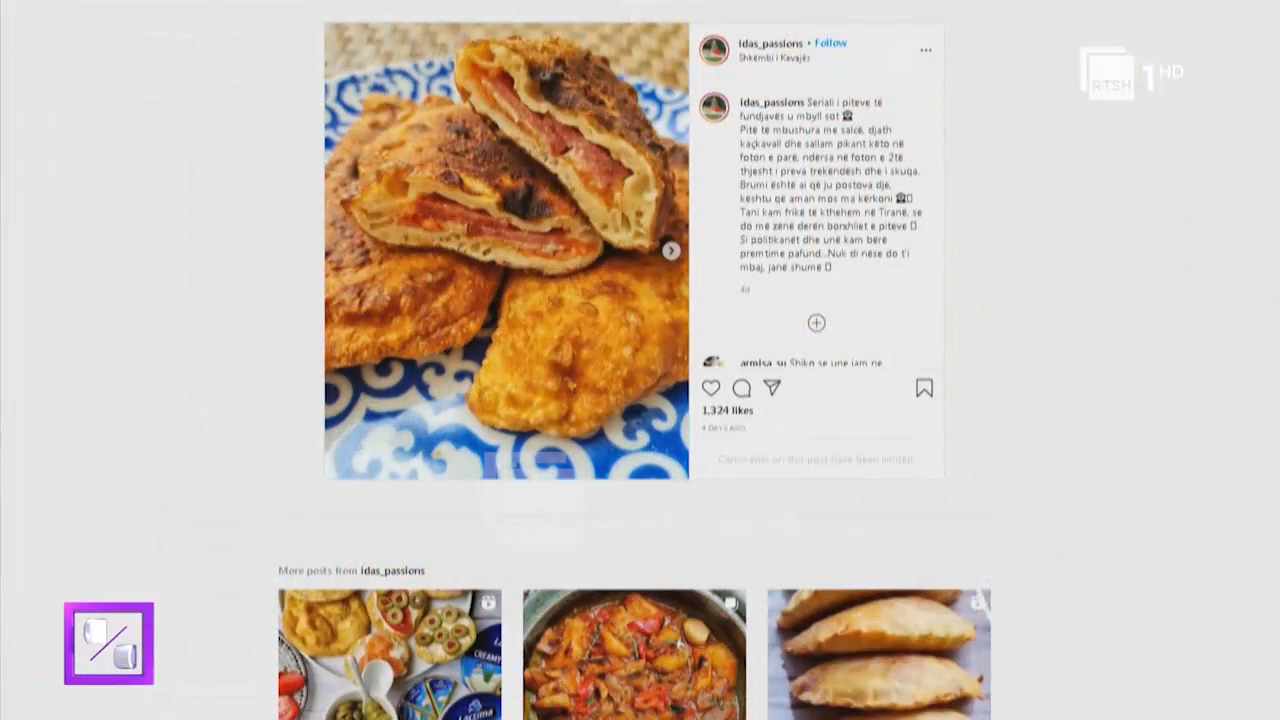 idas_passions • Follow
Shkëmbi i Kavajës
RTSH 1 HD
idas_passions Seriali i piteve të
fundjavës u mbyll sot
Pite të mbushura me salcë, djath
kaçkavall dhe sallam pikant këto në
foton e parë, ndërsa në foton e 2të
thjesht i preva trekëndësh dhe i skuqa.
Brumi është ai që ju postova dje,
kështu që aman mos ma kërkoni
Tani kam frikë të kthehem në Tiranë, se
do më zënë derën borxhliet e piteve
Si politikanët dhe unë kam bërë
premtime pafund...Nuk di nëse do t'i
mbaj, janë shumë
4d
armisa_su Shiko se une jam ne
1.324 likes
4 DAYS AGO
Comments on this post have been limited
More posts from idas_passions
CREAMY
Lactima